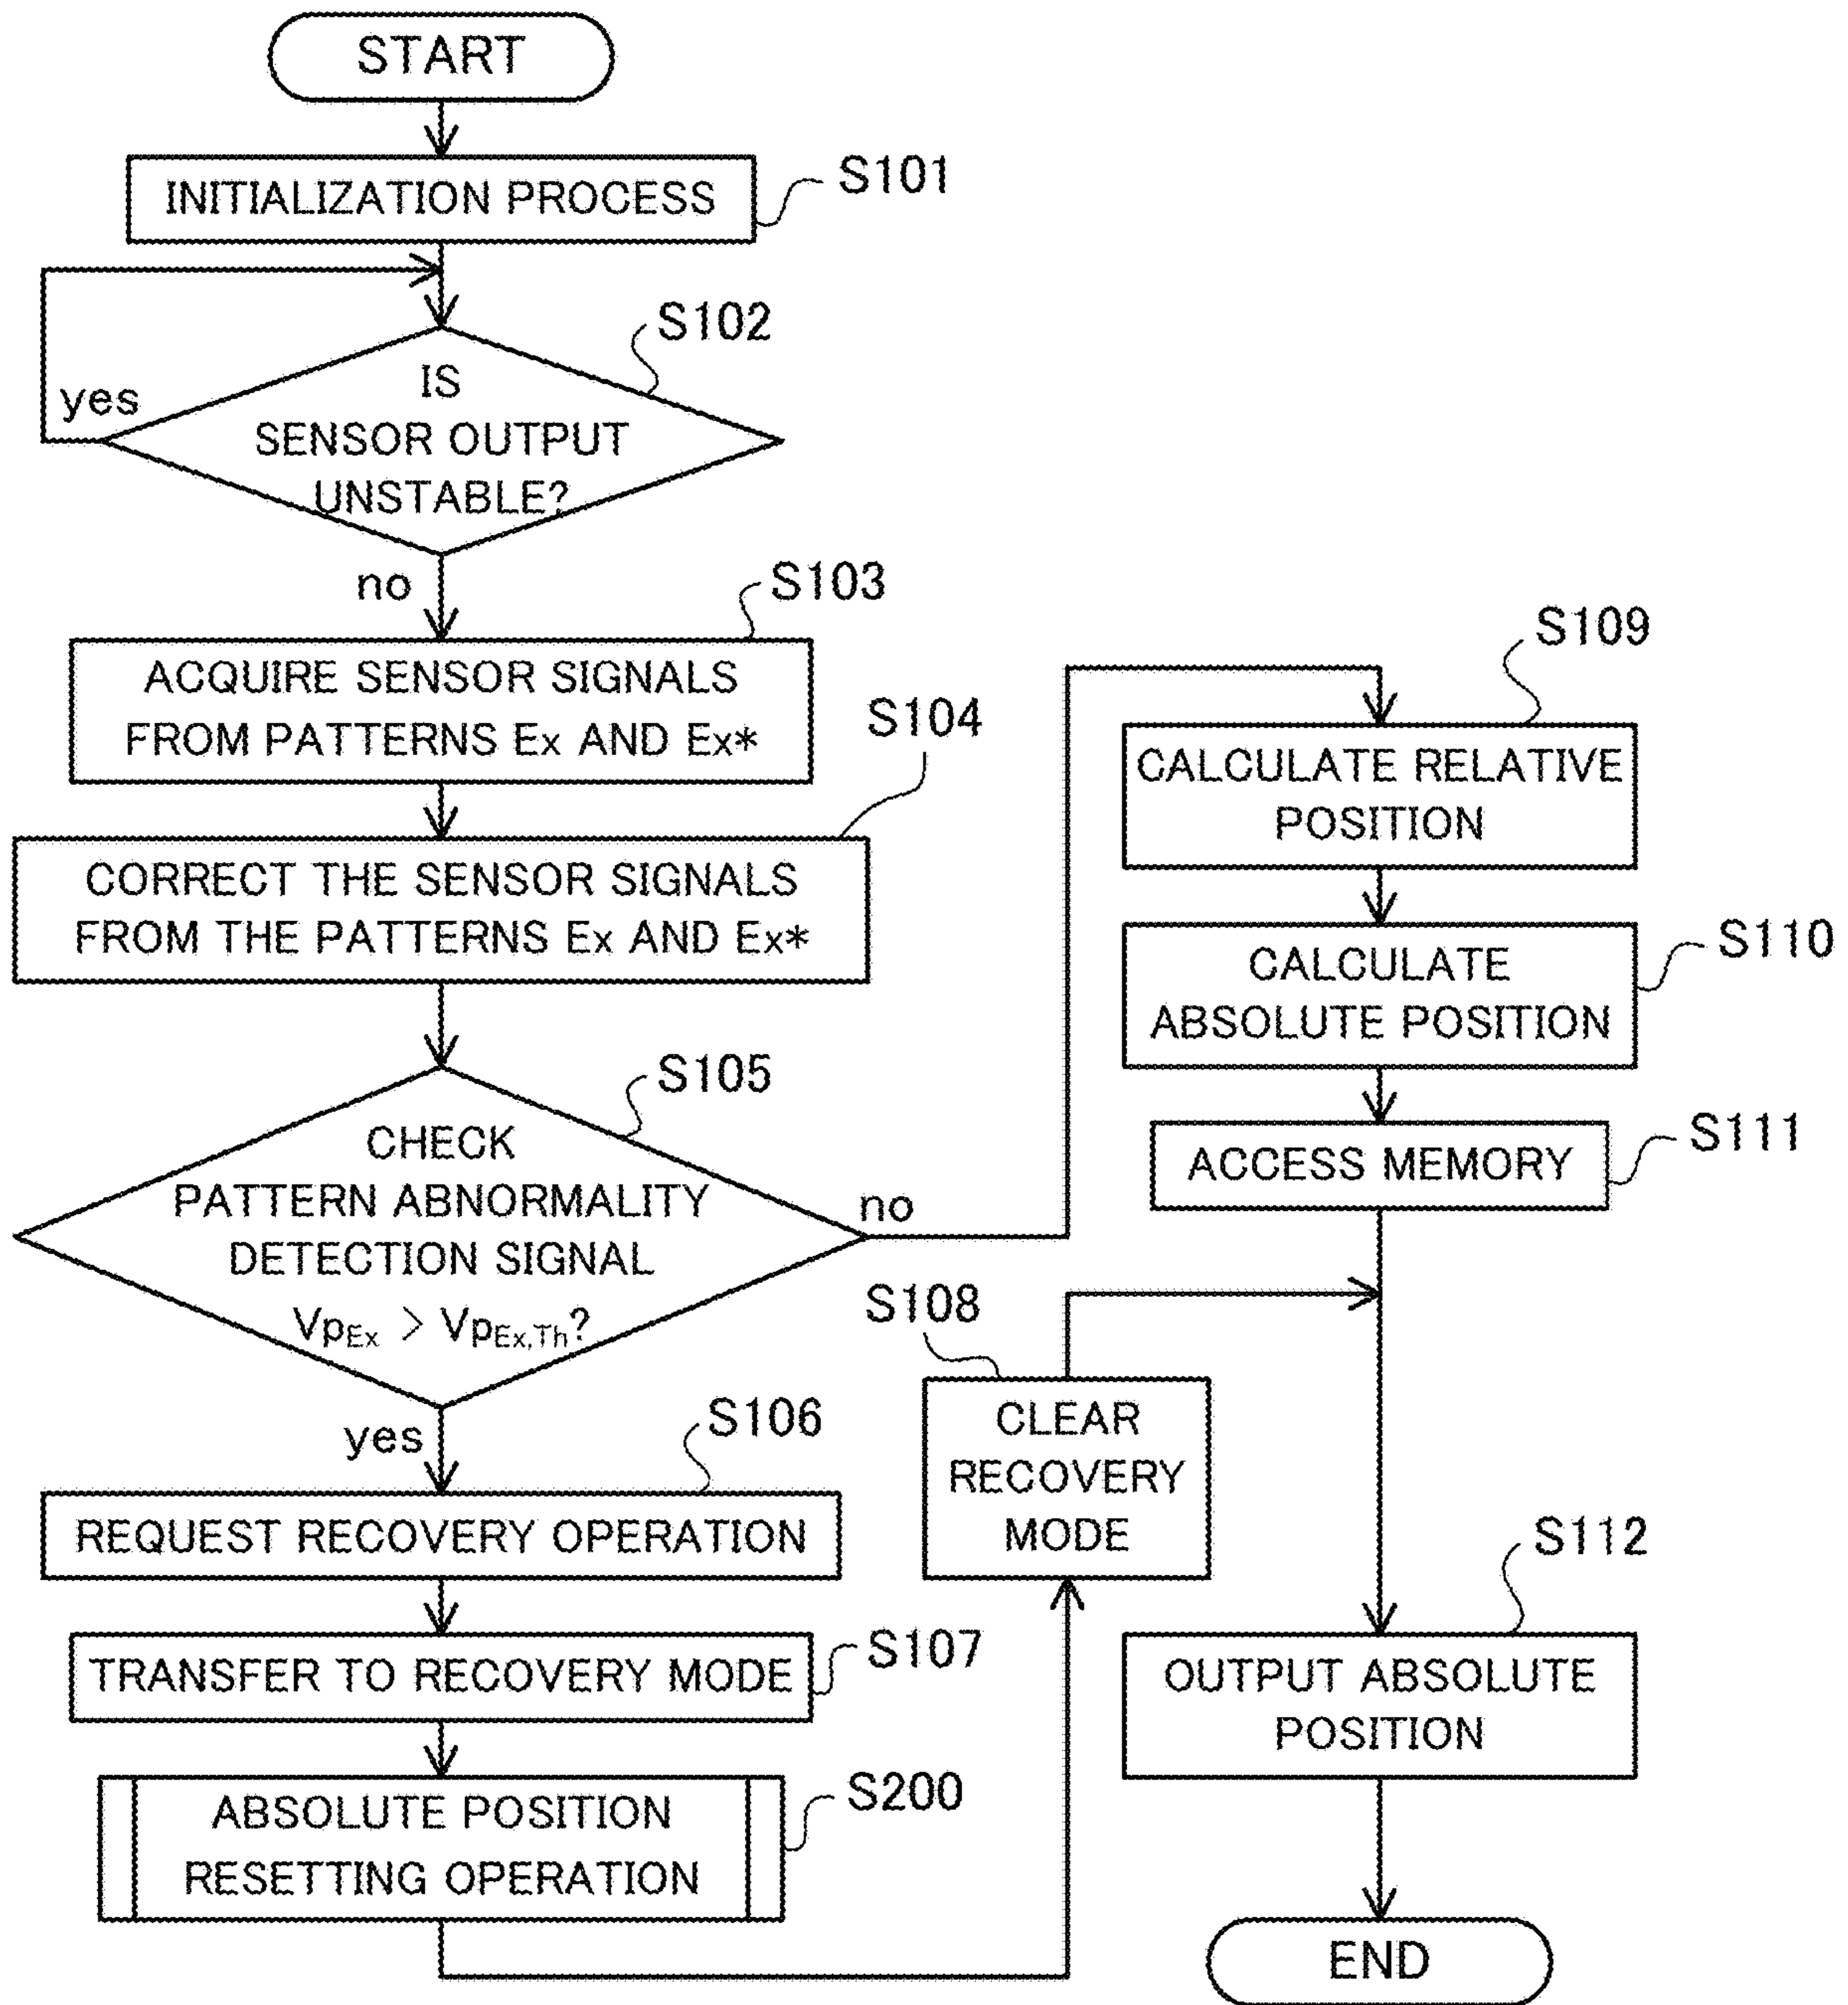 START
INITIALIZATION PROCESS
S101
IS
SENSOR OUTPUT
UNSTABLE?
S102
yes
no
ACQUIRE SENSOR SIGNALS
FROM PATTERNS Ex AND Ex*
S103
CORRECT THE SENSOR SIGNALS
FROM THE PATTERNS Ex AND Ex*
S104
CHECK
PATTERN ABNORMALITY
DETECTION SIGNAL
VpEx > VpEx,Th?
S105
no
yes
REQUEST RECOVERY OPERATION
S106
TRANSFER TO RECOVERY MODE
S107
ABSOLUTE POSITION
RESETTING OPERATION
S200
S108
CLEAR
RECOVERY
MODE
S109
CALCULATE RELATIVE
POSITION
S110
CALCULATE
ABSOLUTE POSITION
S111
ACCESS MEMORY
S112
OUTPUT ABSOLUTE
POSITION
END